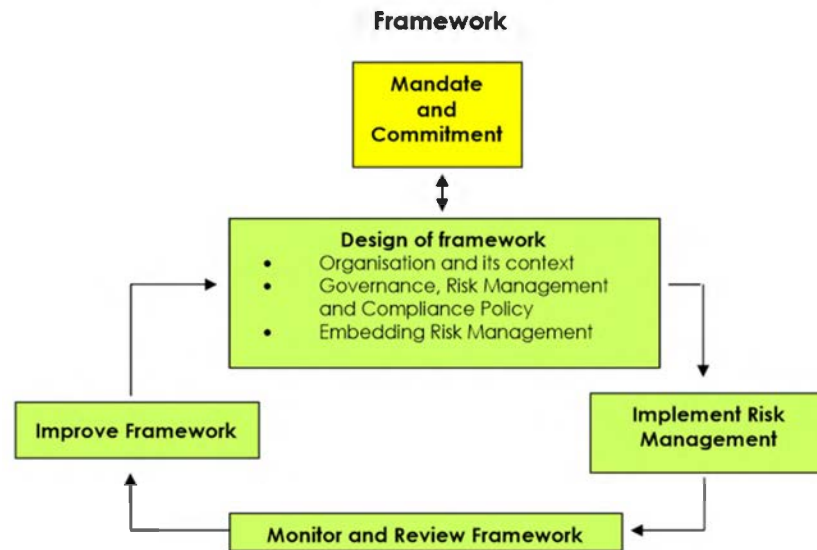 Framework
Mandate
and
Commitment
Design of framework
• Organisation and its context
• Governance, Risk Management
and Compliance Policy
• Embedding Risk Management
Improve Framework
Implement Risk
Management
Monitor and Review Framework